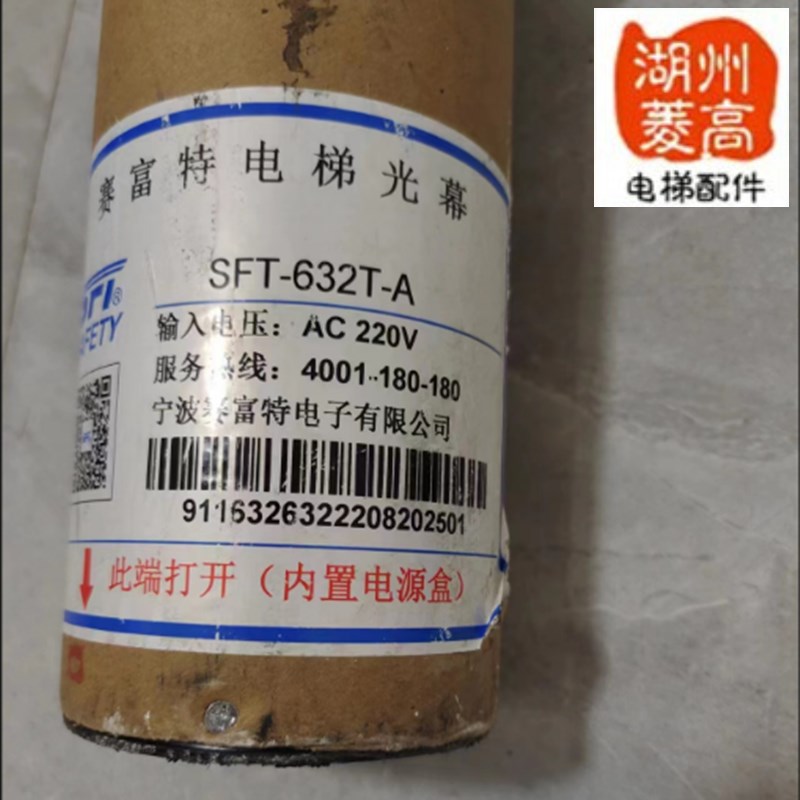 湖州
菱高
电梯配件
赛富特电梯光幕
SFT-632T-A
输入电压：AC 220V
服务热线：4001-180-180
宁波赛富特电子有限公司
9116326322208202501
此端打开（内置电源盒）